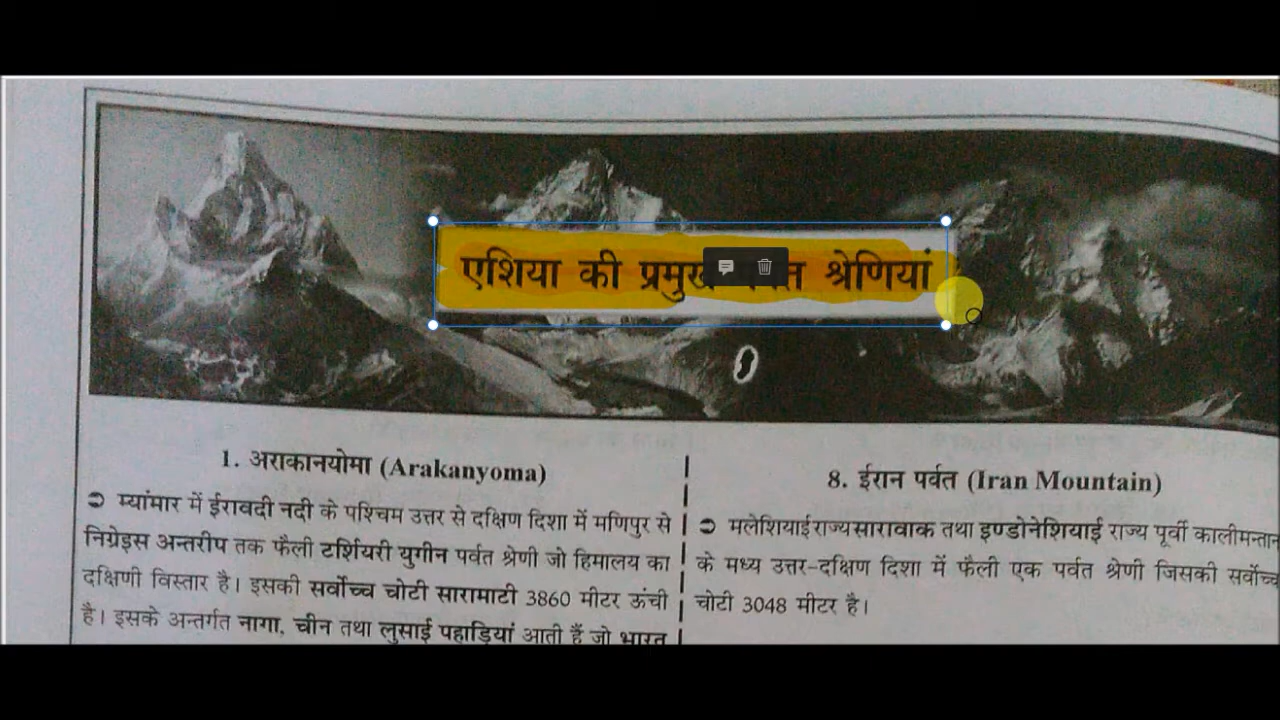 एशिया की प्रमुख श्रेणियां
1. अराकानयोमा (Arakanyoma)
➲ म्यांमार में ईरावदी नदी के पश्चिम उत्तर से दक्षिण दिशा में मणिपुर से
निग्रेइस अन्तरीप तक फैली टर्शियरी युगीन पर्वत श्रेणी जो हिमालय का
दक्षिणी विस्तार है। इसकी सर्वोच्च चोटी सारामाटी 3860 मीटर ऊंची
है। इसके अन्तर्गत नागा, चीन तथा लुसाई पहाड़ियां आती हैं जो भारत
8. ईरान पर्वत (Iran Mountain)
➲ मलेशियाई राज्य सारावाक तथा इण्डोनेशियाई राज्य पूर्वी कालीमन्तान
के मध्य उत्तर-दक्षिण दिशा में फैली एक पर्वत श्रेणी जिसकी सर्वोच्च
चोटी 3048 मीटर है।